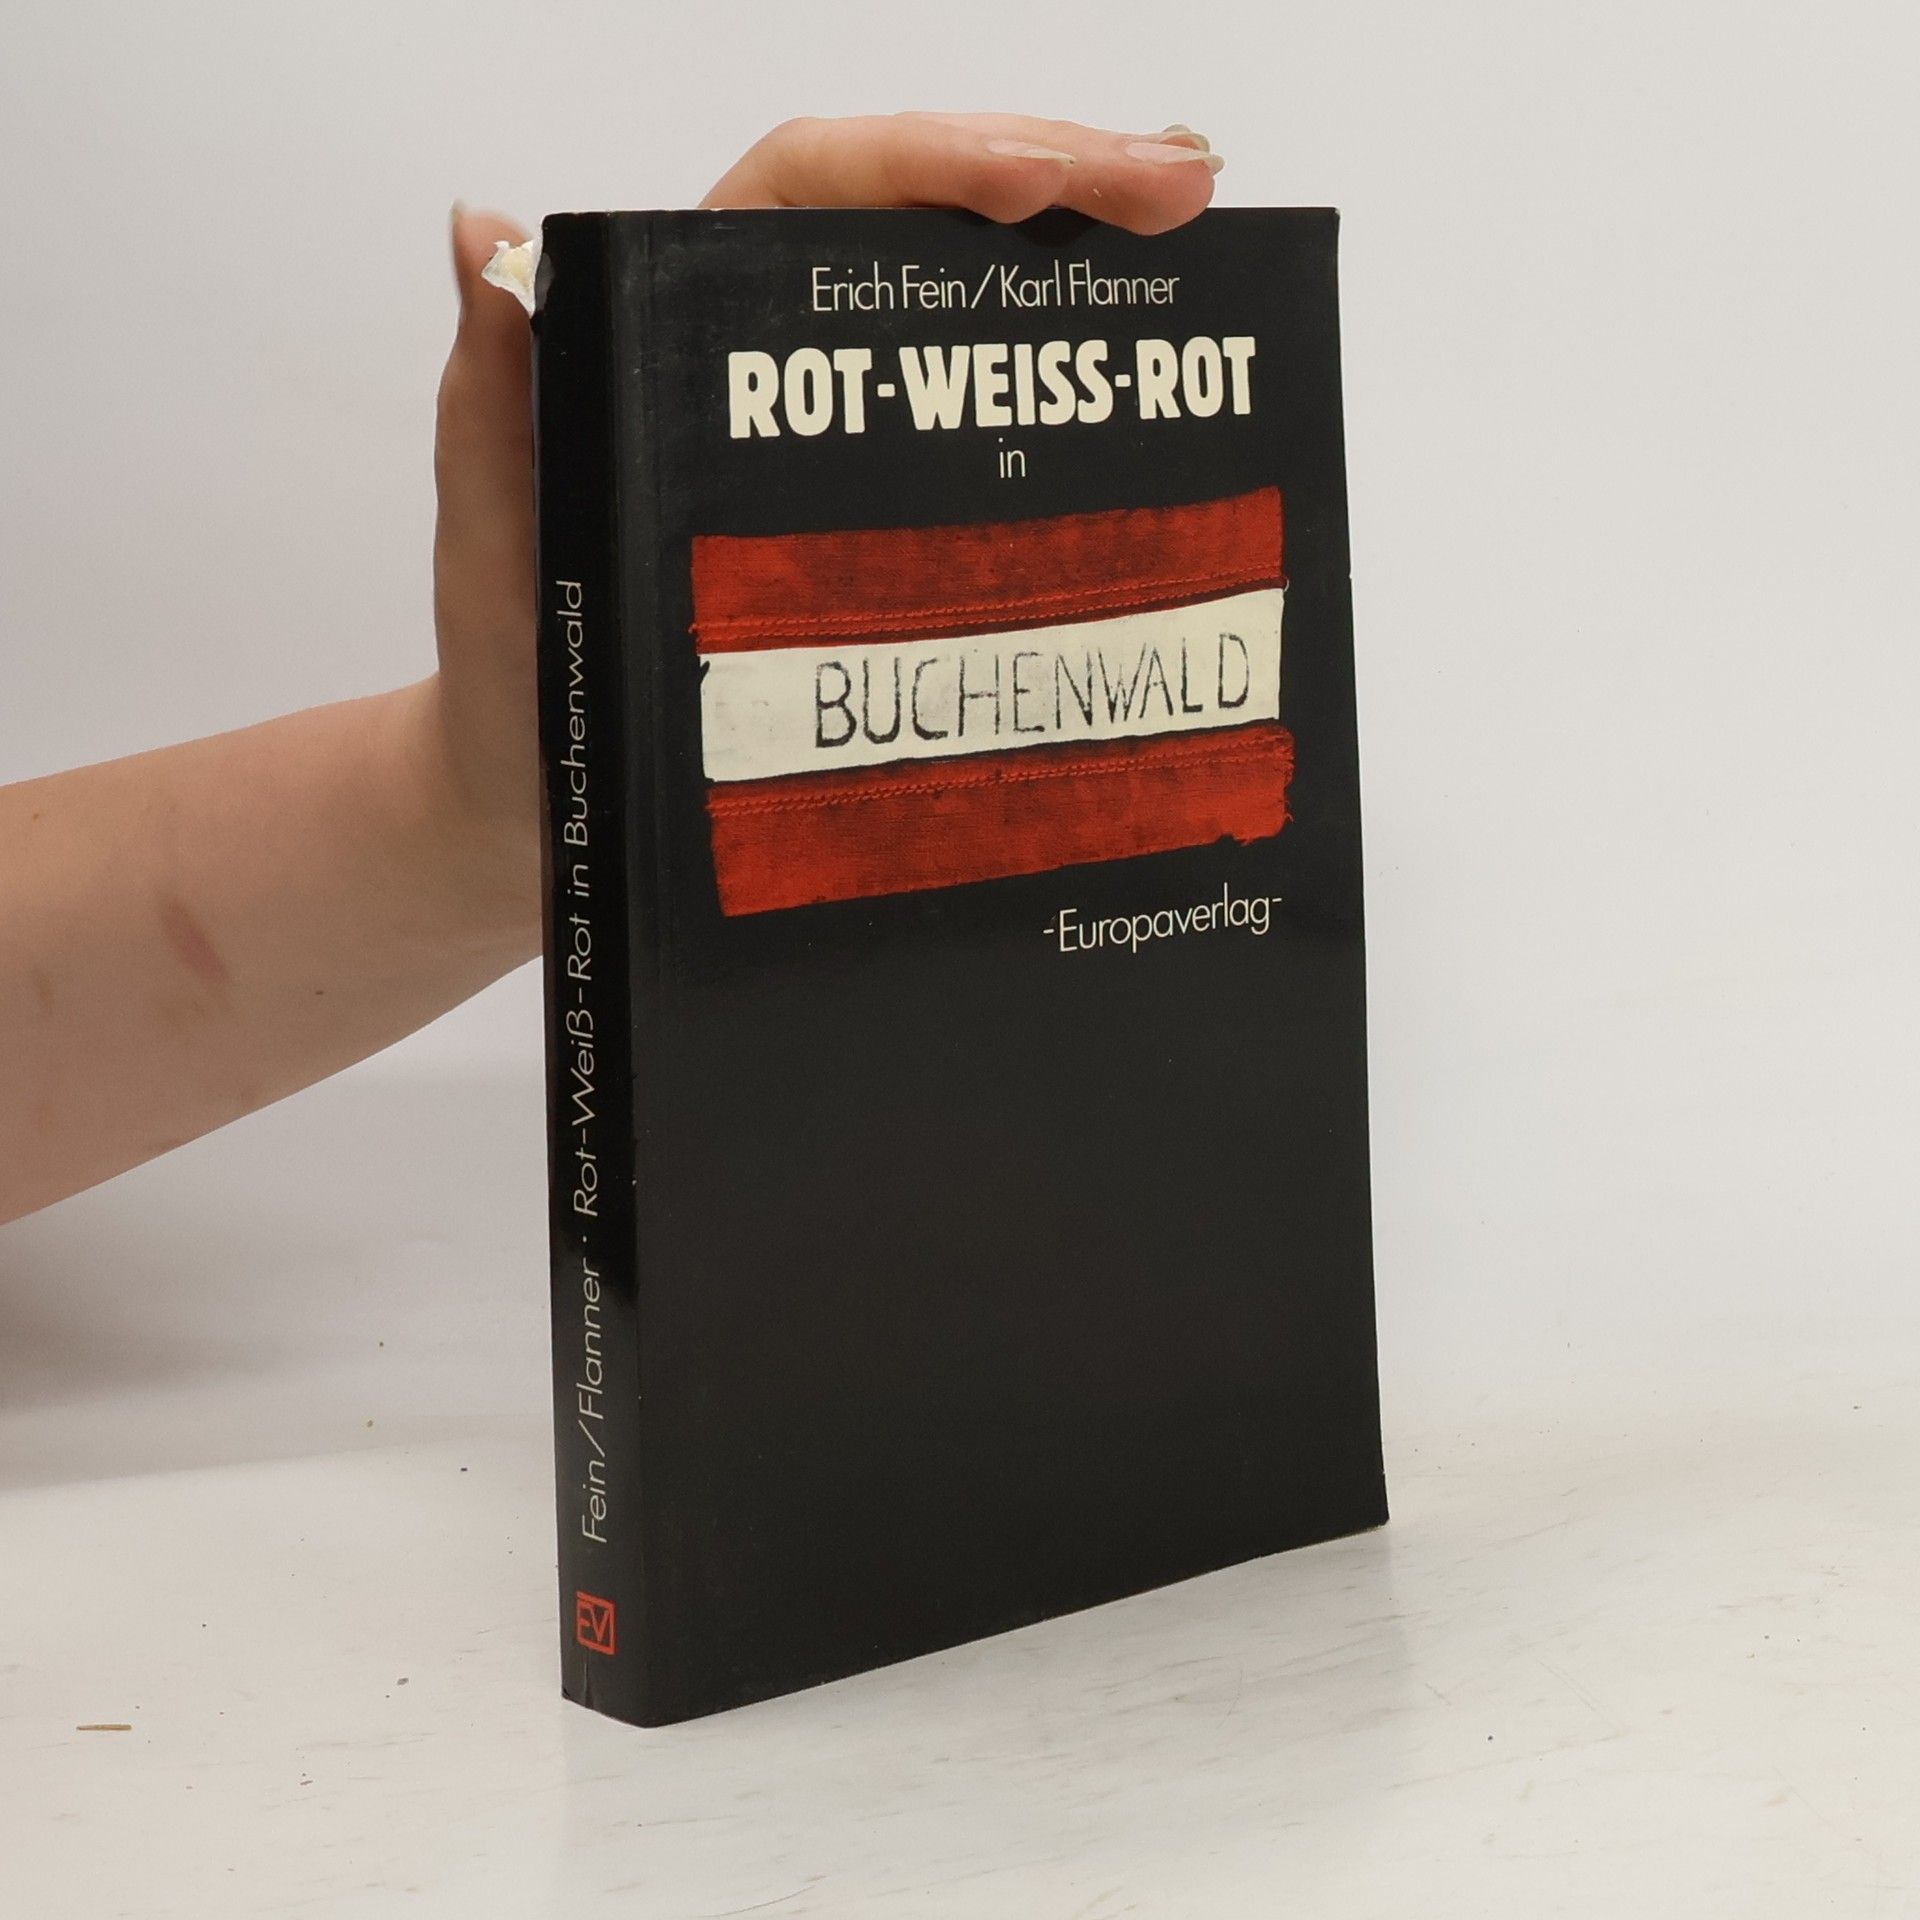 Erich Fein/Karl Flanner
ROT-WEISS-ROT
in
BUCHENWALD
-Europaverlag-
Fein/Flanner · Rot-Weiß-Rot in Buchenwald
EV